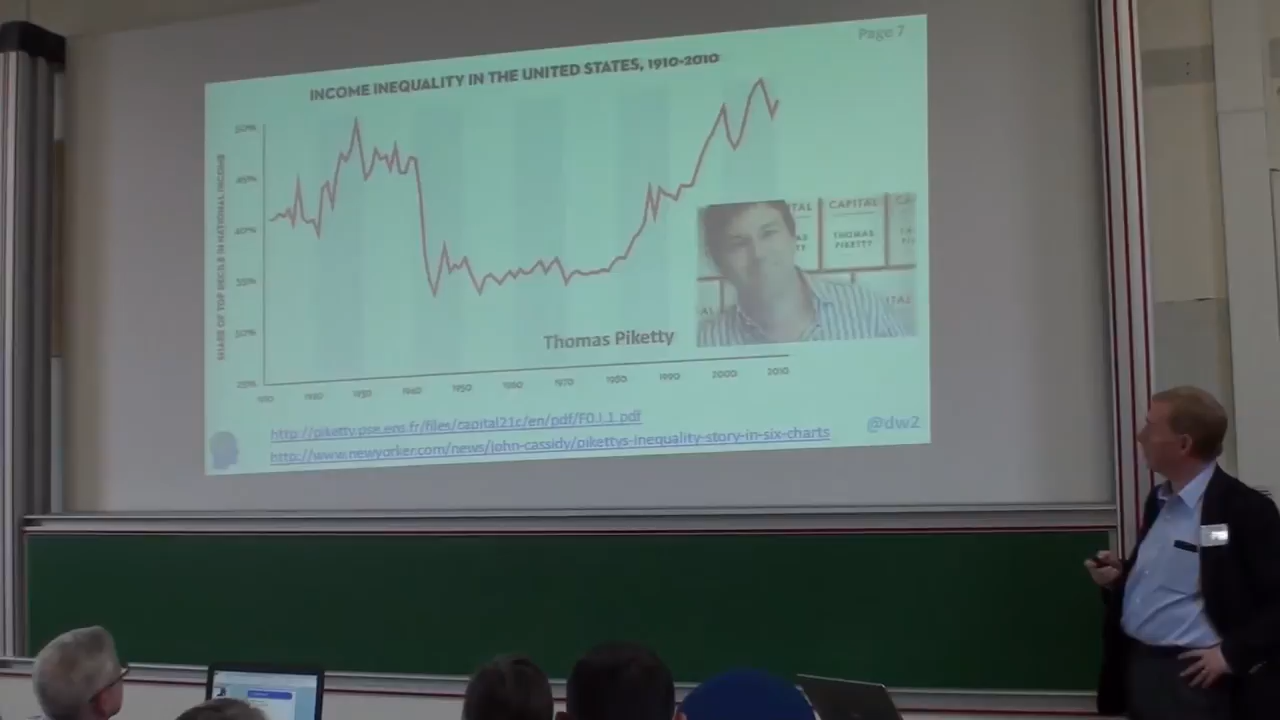 Page 7
INCOME INEQUALITY IN THE UNITED STATES, 1910-2010
SHARE OF TOP DECILE IN NATIONAL INCOME
50%
45%
40%
35%
30%
25%
1910 1920 1930 1940 1950 1960 1970 1980 1990 2000 2010
CAPITAL
THOMAS
PIKETTY
Thomas Piketty
http://piketty.pse.ens.fr/files/capital21c/en/pdf/F0.I.1.pdf
http://www.newyorker.com/news/john-cassidy/pikettys-inequality-story-in-six-charts
@dw2